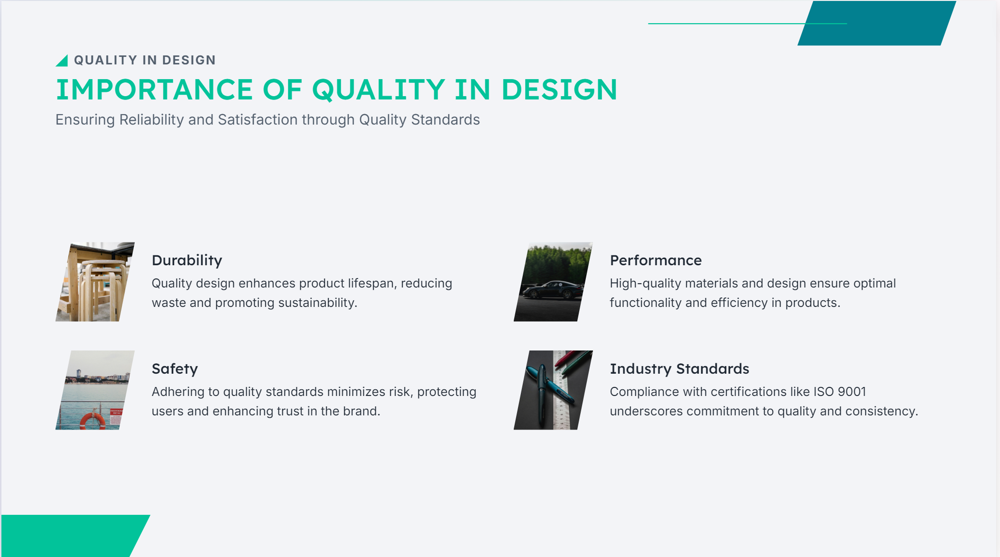 QUALITY IN DESIGN
IMPORTANCE OF QUALITY IN DESIGN
Ensuring Reliability and Satisfaction through Quality Standards
Durability
Quality design enhances product lifespan, reducing
waste and promoting sustainability.
Performance
High-quality materials and design ensure optimal
functionality and efficiency in products.
Safety
Adhering to quality standards minimizes risk, protecting
users and enhancing trust in the brand.
Industry Standards
Compliance with certifications like ISO 9001
underscores commitment to quality and consistency.